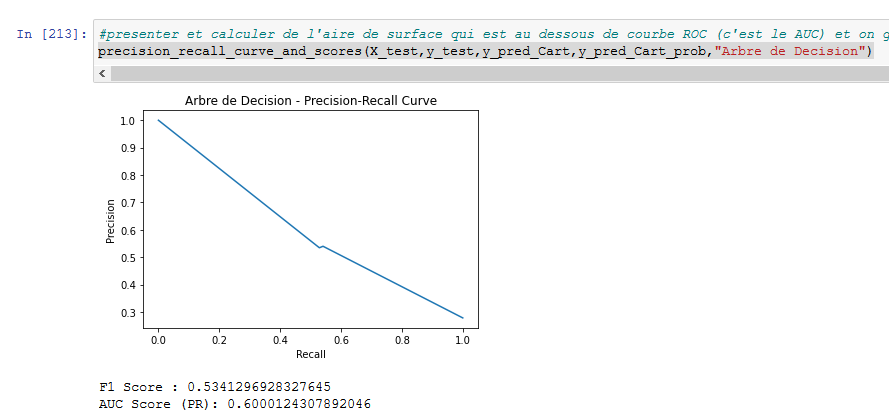 In [213]: #presenter et calculer de l'aire de surface qui est au dessous de courbe ROC (c'est le AUC) et on g
precision_recall_curve_and_scores(X_test,y_test,y_pred_Cart,y_pred_Cart_prob,"Arbre de Decision")
Arbre de Decision - Precision-Recall Curve
1.0
0.9
0.8
0.7
0.6
0.5
0.4
0.3
Precision
0.0 0.2 0.4 0.6 0.8 1.0
Recall
F1 Score : 0.5341296928327645
AUC Score (PR): 0.6000124307892046